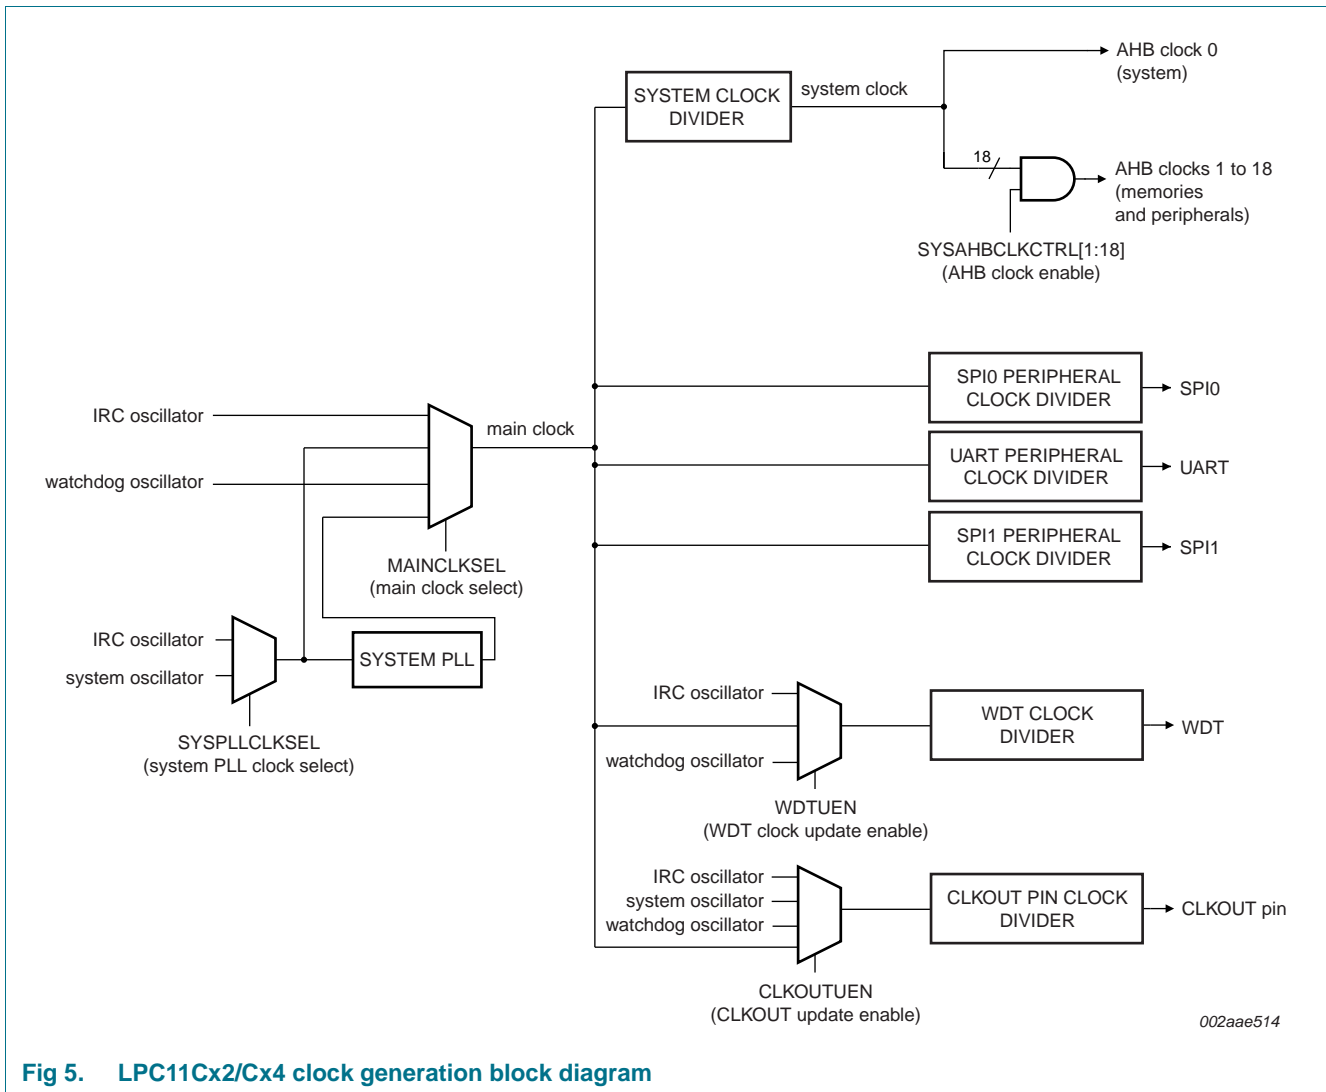 AHB clock 0
(system)
SYSTEM CLOCK
DIVIDER
system clock
18
AHB clocks 1 to 18
(memories
and peripherals)
SYSAHBCLKCTRL[1:18]
(AHB clock enable)
SPI0 PERIPHERAL
CLOCK DIVIDER
SPI0
IRC oscillator
main clock
UART PERIPHERAL
CLOCK DIVIDER
UART
watchdog oscillator
SPI1 PERIPHERAL
CLOCK DIVIDER
SPI1
MAINCLKSEL
(main clock select)
IRC oscillator
system oscillator
SYSTEM PLL
SYSPLLCLKSEL
(system PLL clock select)
IRC oscillator
watchdog oscillator
WDT CLOCK
DIVIDER
WDT
WDTUEN
(WDT clock update enable)
IRC oscillator
system oscillator
watchdog oscillator
CLKOUT PIN CLOCK
DIVIDER
CLKOUT pin
CLKOUTUEN
(CLKOUT update enable)
002aae514
Fig 5. LPC11Cx2/Cx4 clock generation block diagram